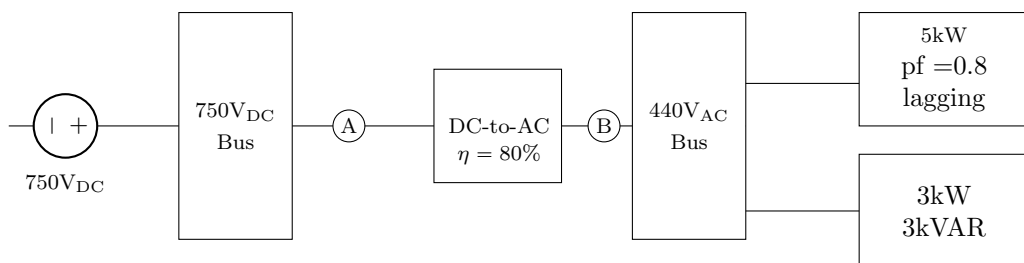 750V_DC
750V_DC
Bus
A
DC-to-AC
η = 80%
B
440V_AC
Bus
5kW
pf =0.8
lagging
3kW
3kVAR